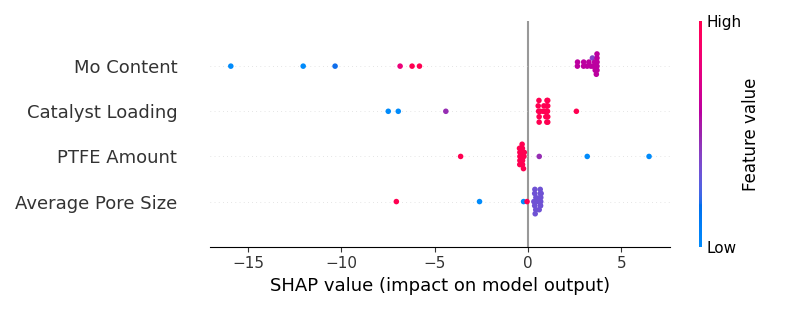 High
Mo Content
Catalyst Loading
PTFE Amount
Average Pore Size
Feature value
Low
−15 −10 −5 0 5
SHAP value (impact on model output)